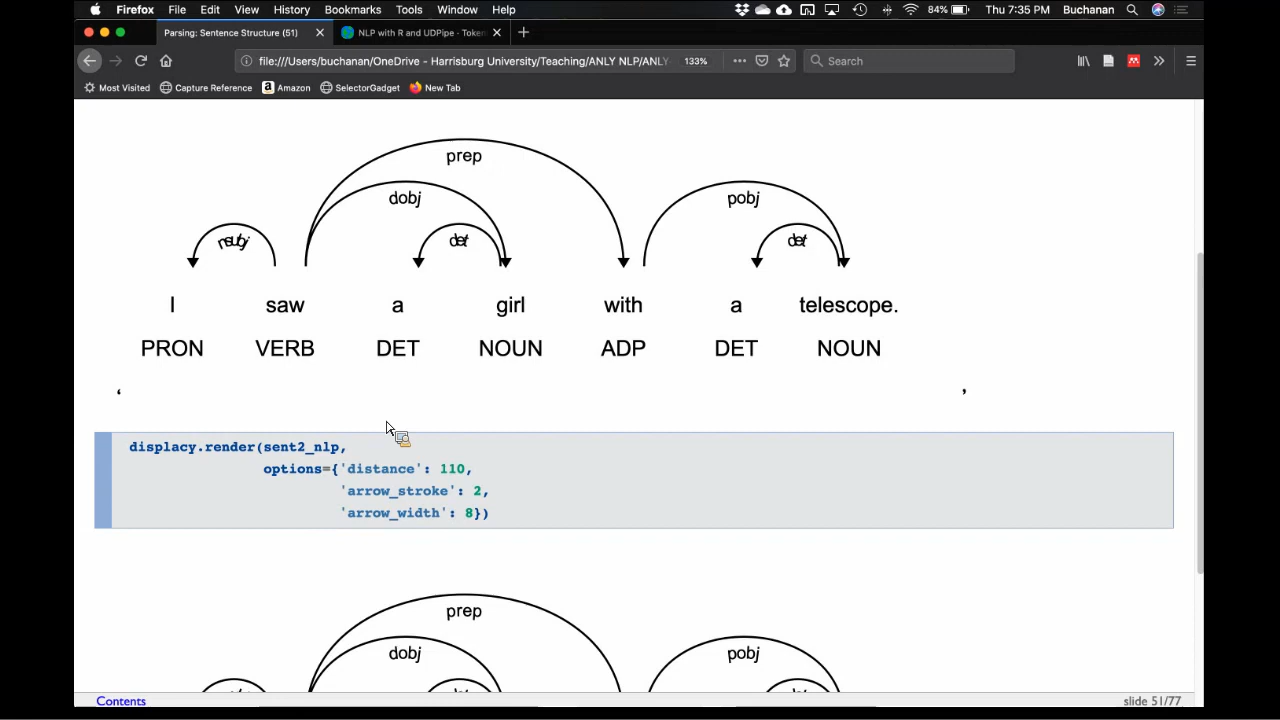 Firefox File Edit View History Bookmarks Tools Window Help 84% Thu 7:35 PM Buchanan
Parsing: Sentence Structure (51) NLP with R and UDPipe - Token
file:///Users/buchanan/OneDrive - Harrisburg University/Teaching/ANLY NLP/ANLY 133% Search
Most Visited Capture Reference Amazon SelectorGadget New Tab
prep
dobj pobj
nsubj det det
I saw a girl with a telescope.
PRON VERB DET NOUN ADP DET NOUN
‘ ’
displacy.render(sent2_nlp,
options={'distance': 110,
'arrow_stroke': 2,
'arrow_width': 8})
prep
dobj pobj
Contents slide 51/77